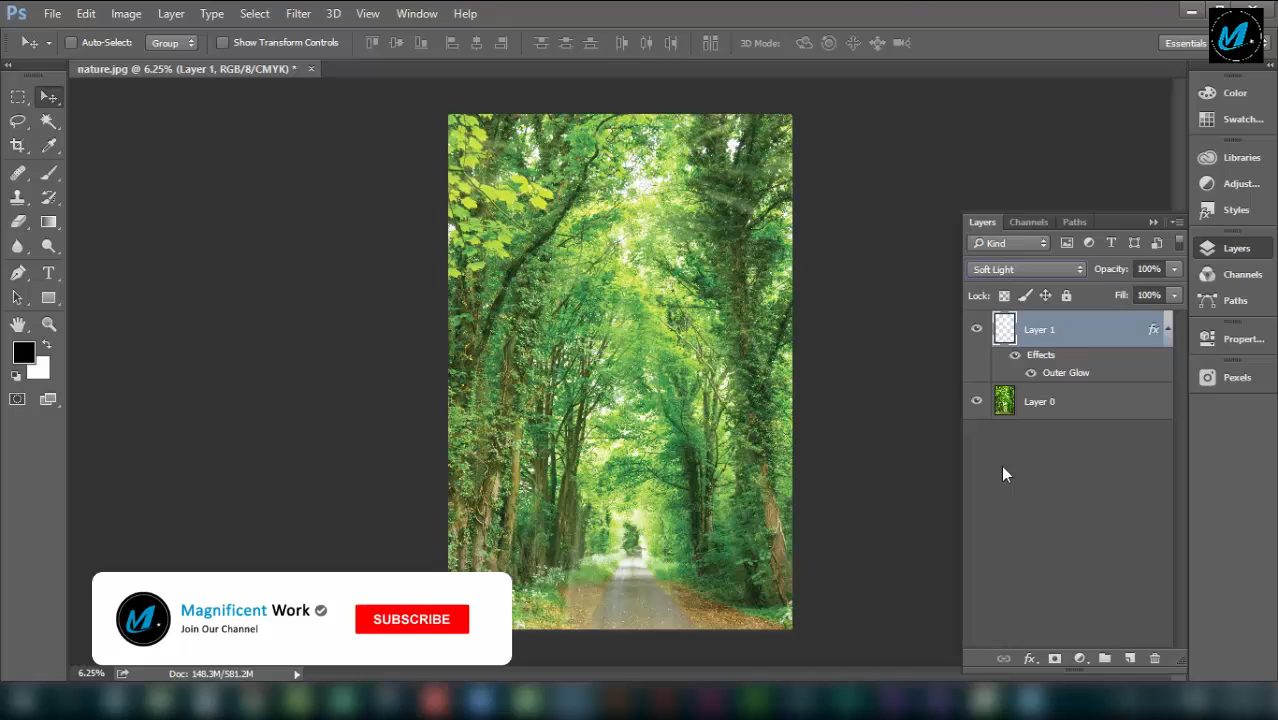 Ps File Edit Image Layer Type Select Filter 3D View Window Help
Auto-Select: Group Show Transform Controls 3D Mode: Essentials
nature.jpg @ 6.25% (Layer 1, RGB/8/CMYK) * ×
Color
Swatch...
Libraries
Adjust...
Styles
Layers
Channels
Paths
Propert...
Pexels
Layers Channels Paths
Kind
Soft Light Opacity: 100%
Lock: Fill: 100%
Layer 1 fx
Effects
Outer Glow
Layer 0
Magnificent Work
Join Our Channel
SUBSCRIBE
6.25% Doc: 148.3M/581.2M